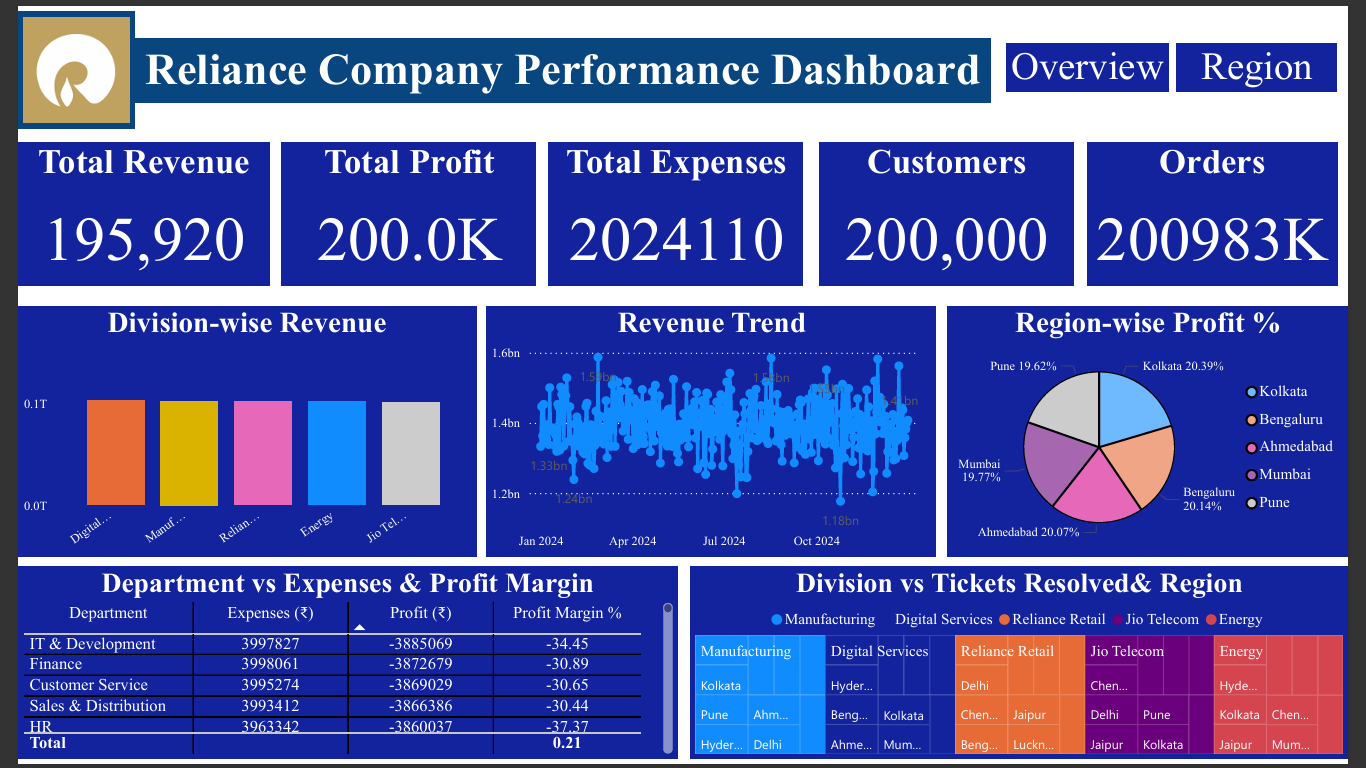 Reliance Company Performance Dashboard
Overview
Region
Total Revenue
195,920
Total Profit
200.0K
Total Expenses
2024110
Customers
200,000
Orders
200983K
Division-wise Revenue
0.1T
0.0T
Digital…
Manuf…
Relian…
Energy
Jio Tel…
Revenue Trend
1.6bn
1.4bn
1.2bn
1.33bn
1.24bn
1.18bn
Jan 2024
Apr 2024
Jul 2024
Oct 2024
Region-wise Profit %
Pune 19.62%
Kolkata 20.39%
Mumbai
19.77%
Bengaluru
20.14%
Ahmedabad 20.07%
Kolkata
Bengaluru
Ahmedabad
Mumbai
Pune
Department vs Expenses & Profit Margin
Department Expenses (₹) Profit (₹) Profit Margin %
IT & Development 3997827 -3885069 -34.45
Finance 3998061 -3872679 -30.89
Customer Service 3995274 -3869029 -30.65
Sales & Distribution 3993412 -3866386 -30.44
HR 3963342 -3860037 -37.37
Total 0.21
Division vs Tickets Resolved& Region
Manufacturing Digital Services Reliance Retail Jio Telecom Energy
Manufacturing
Kolkata
Pune Ahm...
Hyder... Delhi
Digital Services
Hyder...
Beng... Kolkata
Ahme... Mum...
Reliance Retail
Delhi
Chen... Jaipur
Beng... Luckn...
Jio Telecom
Chen...
Delhi Pune
Jaipur Kolkata
Energy
Hyde...
Kolkata Chen...
Jaipur Mum...